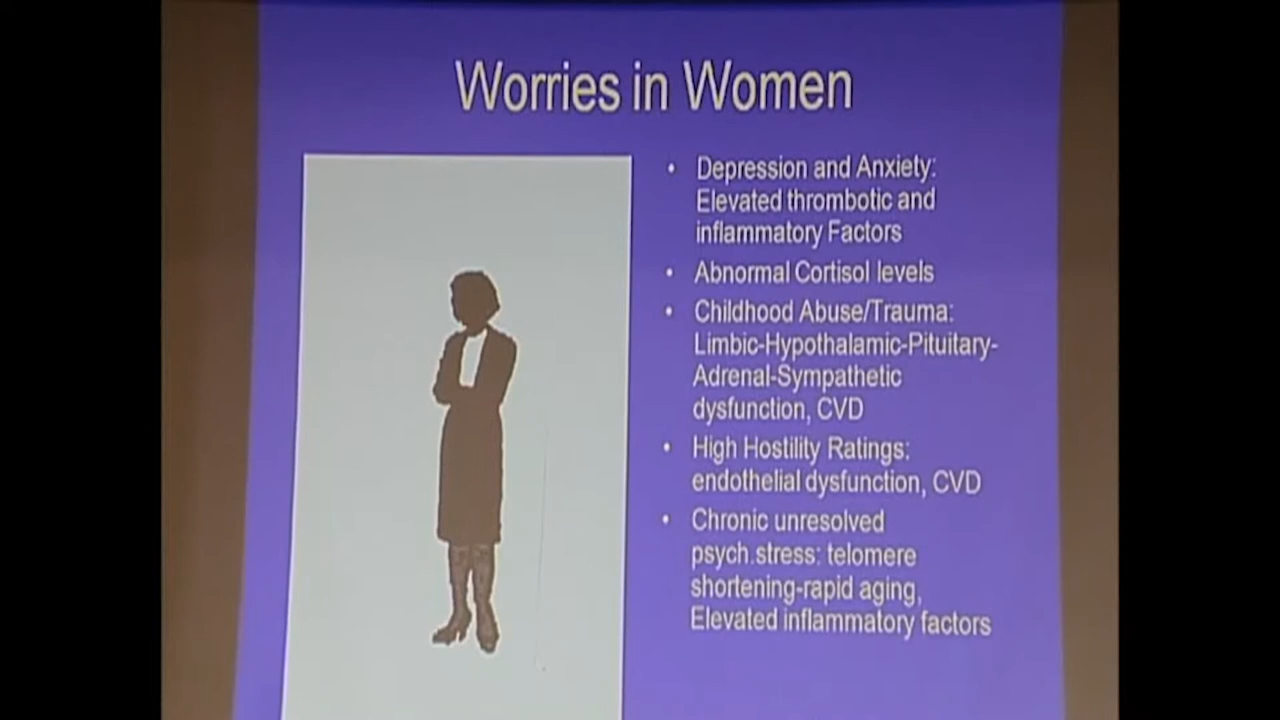 Worries in Women
• Depression and Anxiety:
Elevated thrombotic and
inflammatory Factors
• Abnormal Cortisol levels
• Childhood Abuse/Trauma:
Limbic-Hypothalamic-Pituitary-
Adrenal-Sympathetic
dysfunction, CVD
• High Hostility Ratings:
endothelial dysfunction, CVD
• Chronic unresolved
psych.stress: telomere
shortening-rapid aging,
Elevated inflammatory factors